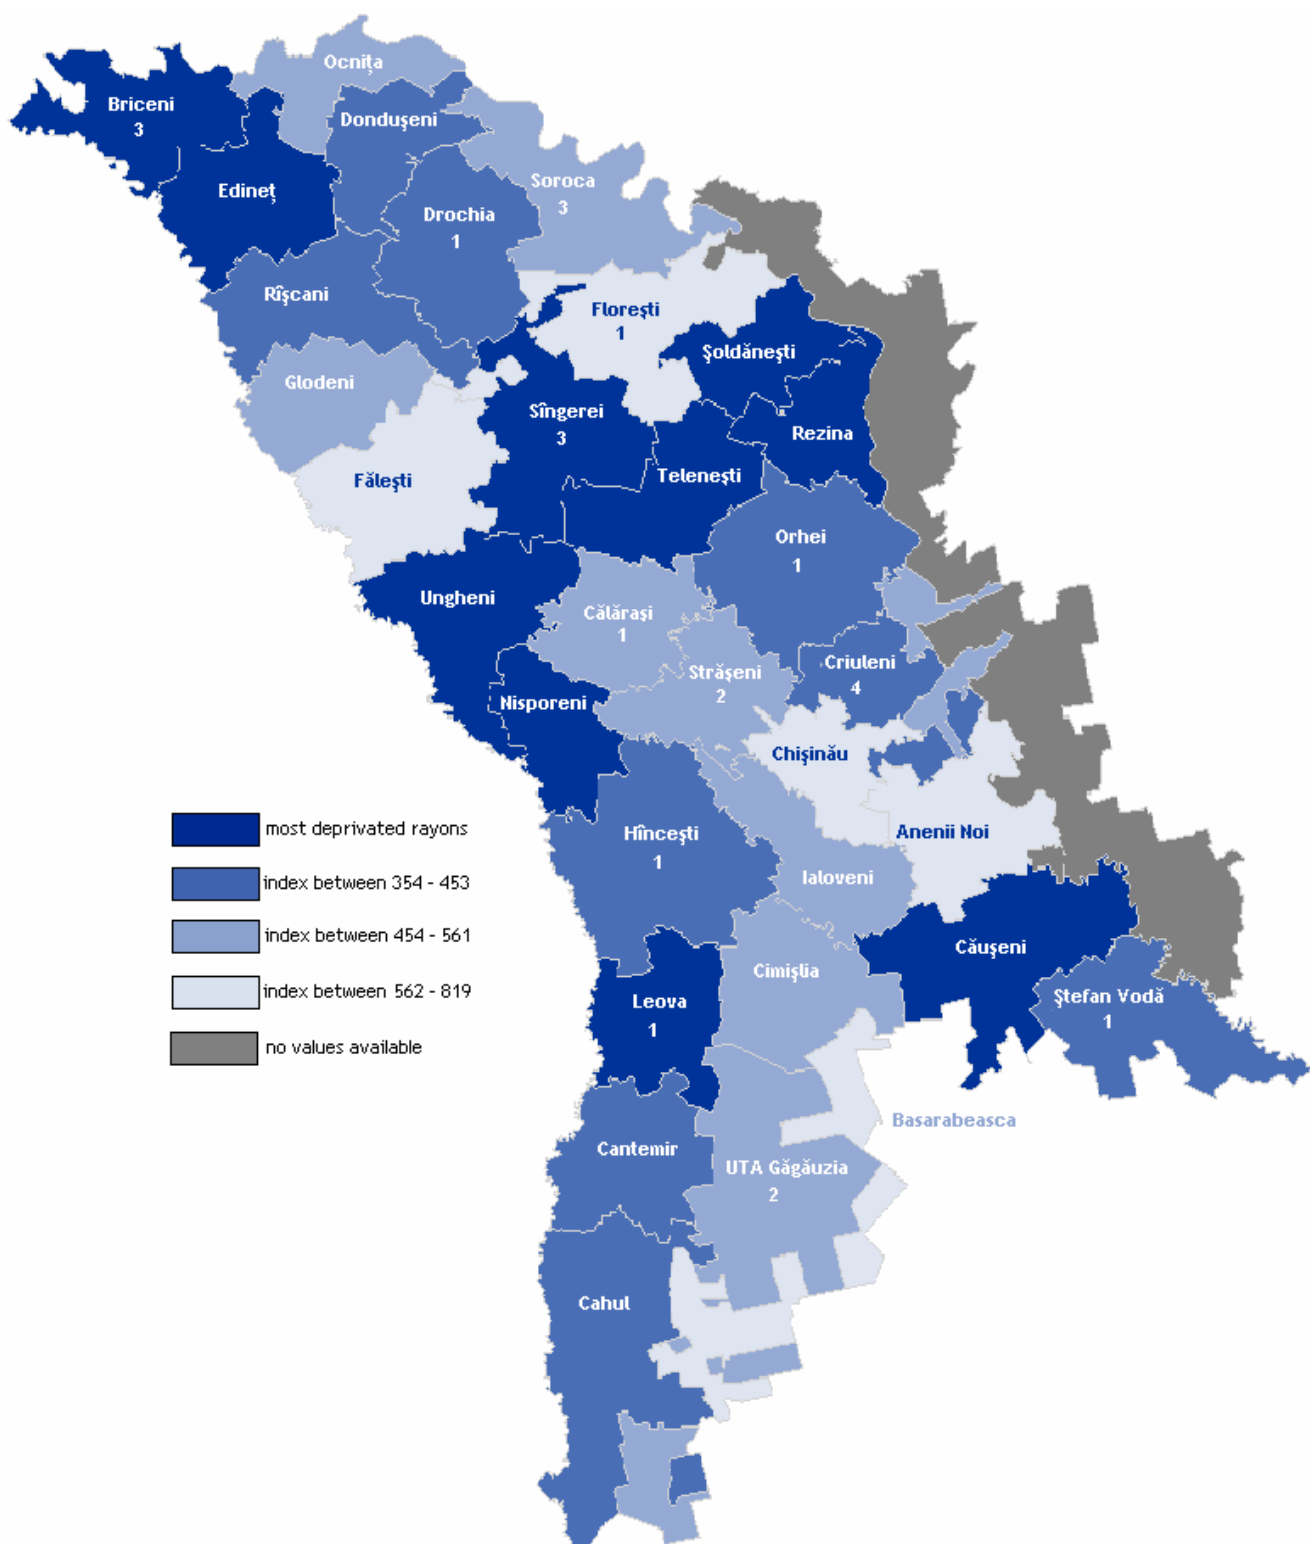 Ocnița
Briceni
3
Dondușeni
Edineț
Soroca
3
Drochia
1
Rîșcani
Florești
1
Șoldănești
Glodeni
Sîngerei
3
Rezina
Telenești
Fălești
Orhei
1
Ungheni
Călărași
1
Criuleni
4
Strășeni
2
Nisporeni
Chișinău
most deprivated rayons
Hîncești
1
Anenii Noi
index between 354 - 453
Ialoveni
index between 454 - 561
Căușeni
Cimișlia
index between 562 - 819
Leova
1
Ștefan Vodă
1
no values available
Basarabeasca
Cantemir
UTA Găgăuzia
2
Cahul